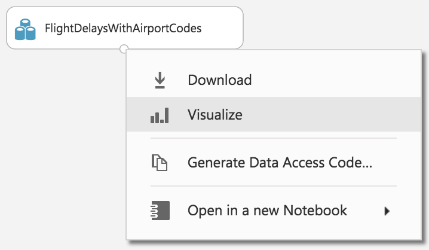 FlightDelaysWithAirportCodes
Download
Visualize
Generate Data Access Code...
Open in a new Notebook